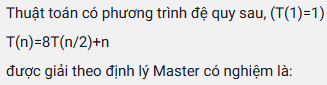 Thuật toán có phương trình đệ quy sau, (T(1)=1)
T(n)=8T(n/2)+n
được giải theo định lý Master có nghiệm là: